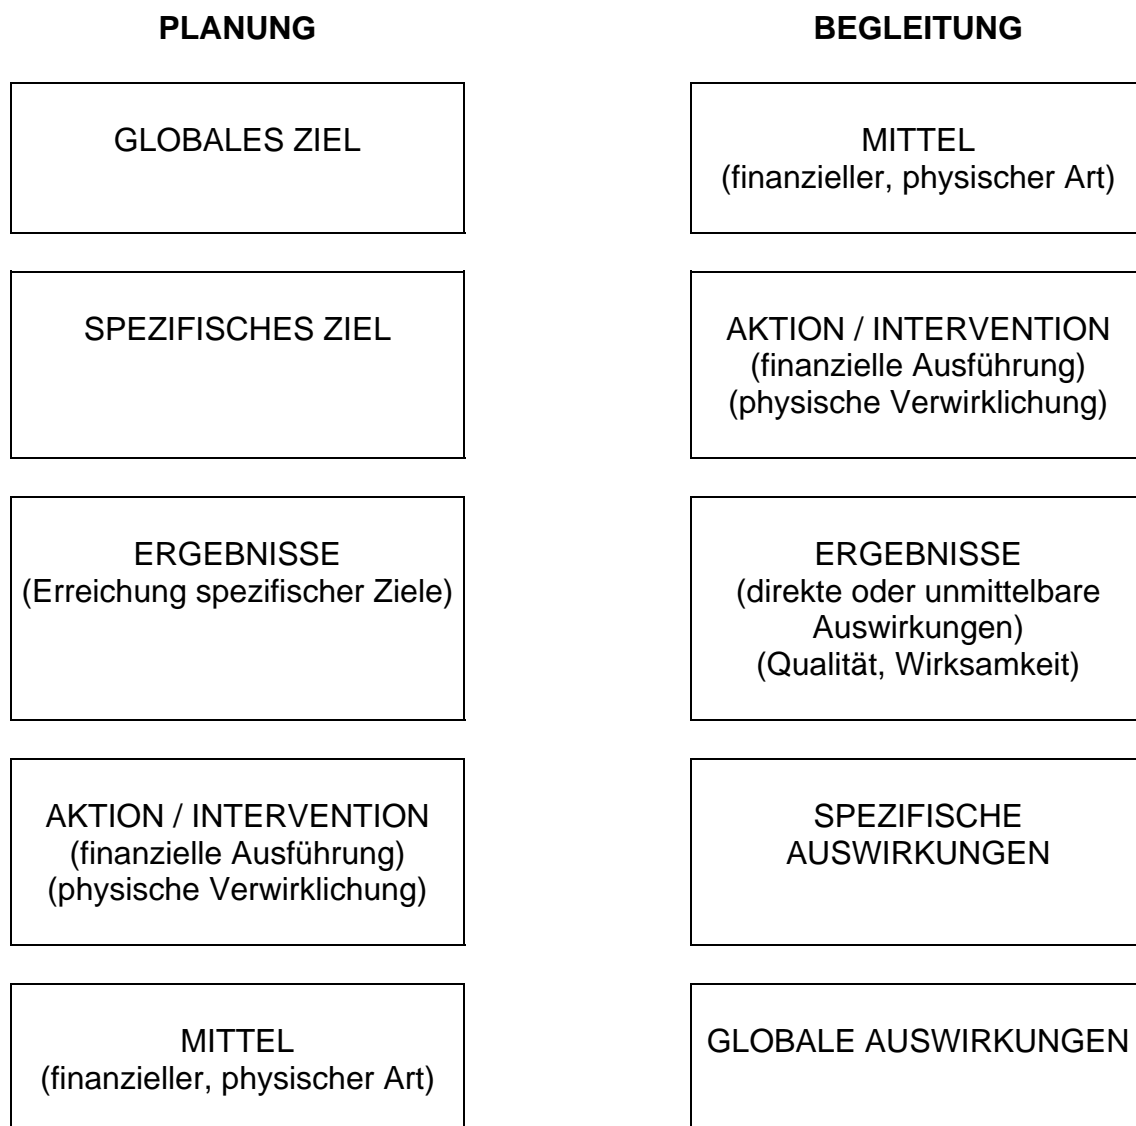 PLANUNG
BEGLEITUNG
GLOBALES ZIEL
MITTEL
(finanzieller, physischer Art)
SPEZIFISCHES ZIEL
AKTION / INTERVENTION
(finanzielle Ausführung)
(physische Verwirklichung)
ERGEBNISSE
(Erreichung spezifischer Ziele)
ERGEBNISSE
(direkte oder unmittelbare
Auswirkungen)
(Qualität, Wirksamkeit)
AKTION / INTERVENTION
(finanzielle Ausführung)
(physische Verwirklichung)
SPEZIFISCHE
AUSWIRKUNGEN
MITTEL
(finanzieller, physischer Art)
GLOBALE AUSWIRKUNGEN